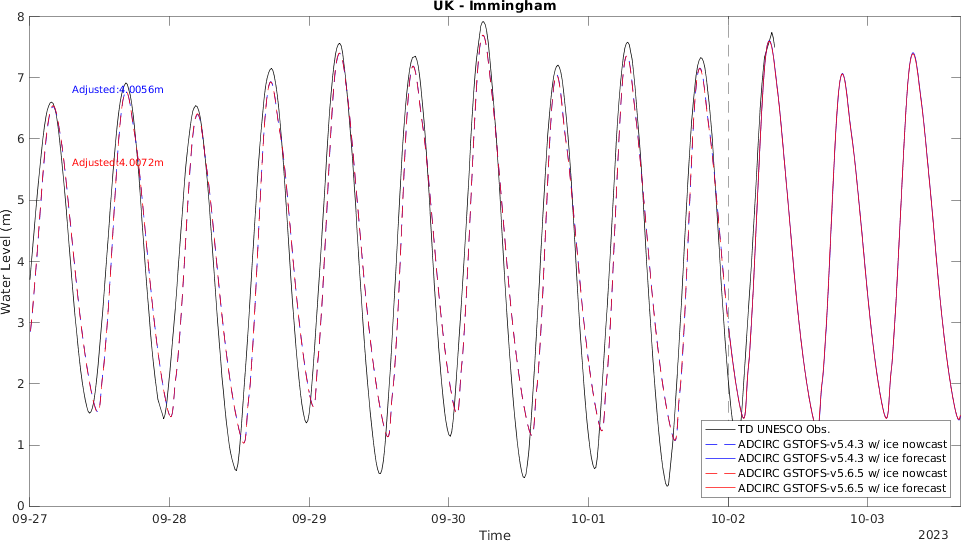 UK - Immingham
8
7
6
5
4
3
2
1
0
Water Level (m)
Adjusted:4.0056m
Adjusted:4.0072m
TD UNESCO Obs.
ADCIRC GSTOFS-v5.4.3 w/ ice nowcast
ADCIRC GSTOFS-v5.4.3 w/ ice forecast
ADCIRC GSTOFS-v5.6.5 w/ ice nowcast
ADCIRC GSTOFS-v5.6.5 w/ ice forecast
09-27 09-28 09-29 09-30 10-01 10-02 10-03
Time
2023